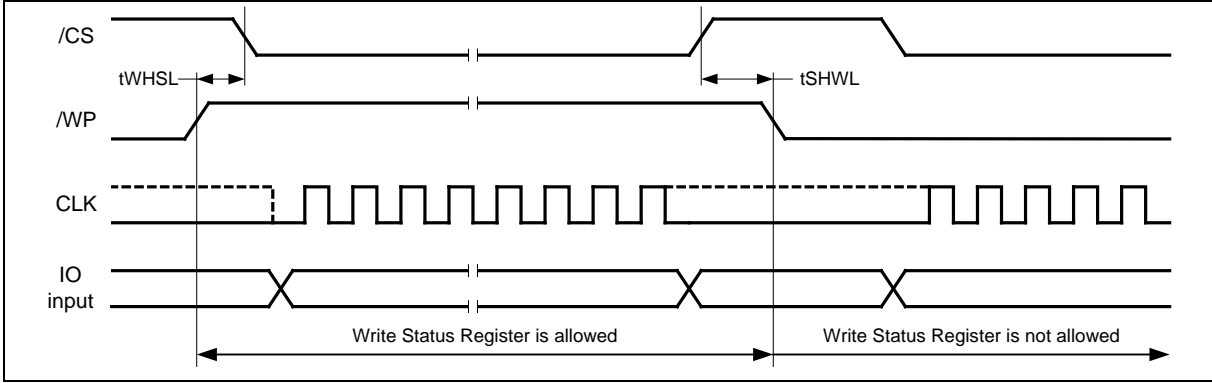 /CS
tWHSL
tSHWL
/WP
CLK
IO
input
Write Status Register is allowed
Write Status Register is not allowed